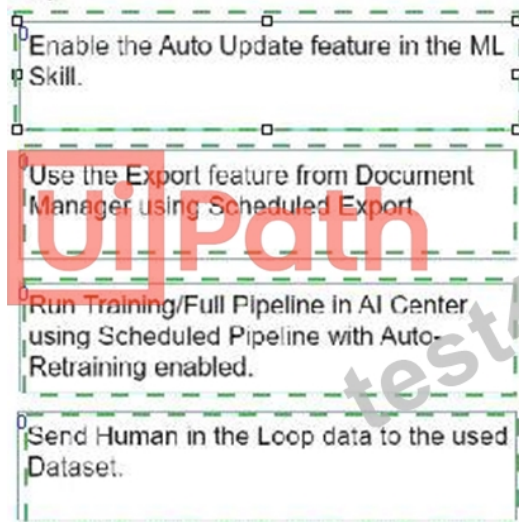 Enable the Auto Update feature in the ML
Skill.
Use the Export feature from Document
Manager using Scheduled Export
UiPath
Run Training/Full Pipeline in AI Center
using Scheduled Pipeline with Auto-
Retraining enabled.
test
Send Human in the Loop data to the used
Dataset.